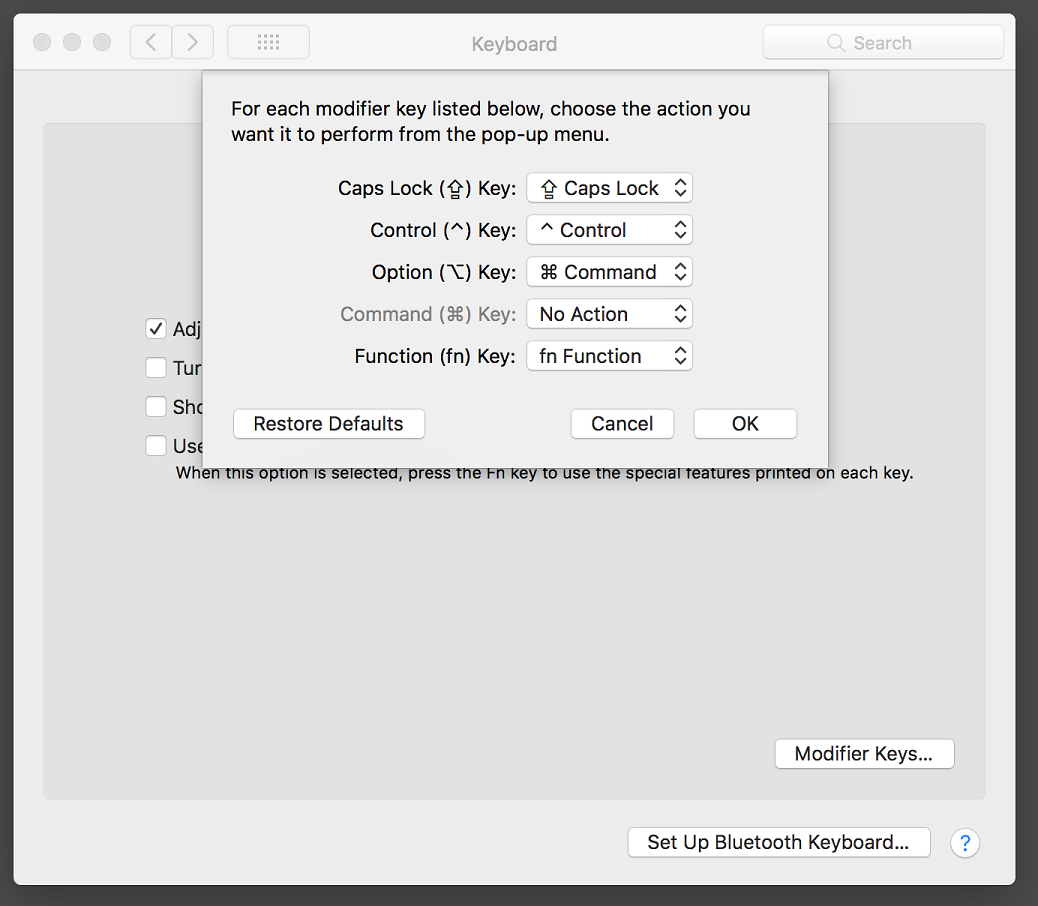 Keyboard
Search
For each modifier key listed below, choose the action you
want it to perform from the pop-up menu.
Caps Lock (⇪) Key: ⇪ Caps Lock
Control (^) Key: ^ Control
Option (⌥) Key: ⌘ Command
Command (⌘) Key: No Action
Function (fn) Key: fn Function
Restore Defaults Cancel OK
Adj
Tur
Sho
Use
When this option is selected, press the Fn key to use the special features printed on each key.
Modifier Keys...
Set Up Bluetooth Keyboard... ?